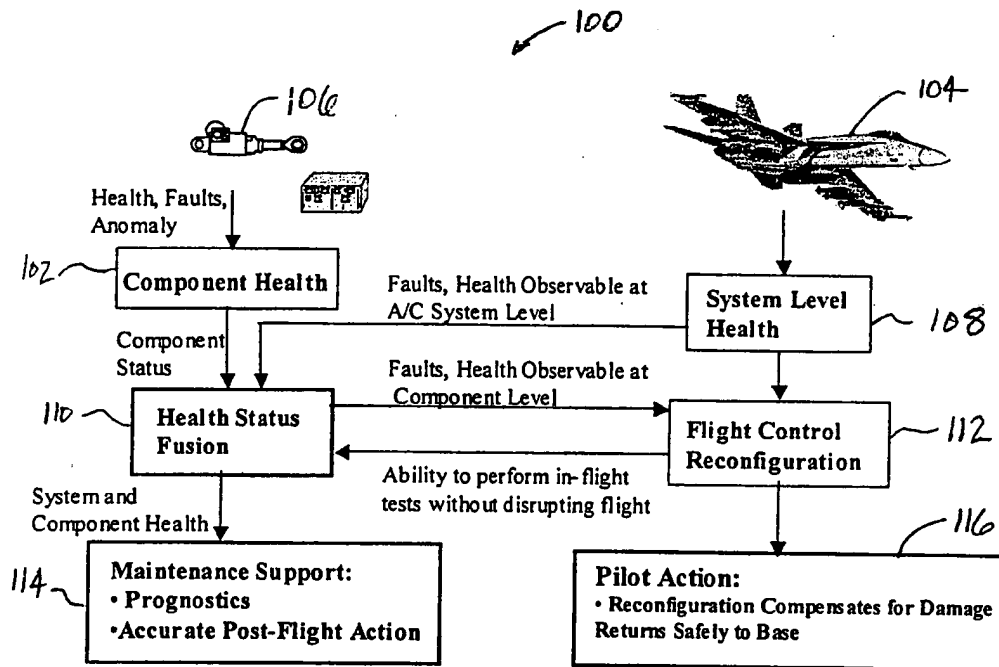 100
106
104
Health, Faults,
Anomaly
102
Component Health
Faults, Health Observable at
A/C System Level
System Level
Health
108
Component
Status
Faults, Health Observable at
Component Level
110
Health Status
Fusion
Flight Control
Reconfiguration
112
Ability to perform in-flight
tests without disrupting flight
System and
Component Health
116
114
Maintenance Support:
• Prognostics
•Accurate Post-Flight Action
Pilot Action:
• Reconfiguration Compensates for Damage
Returns Safely to Base